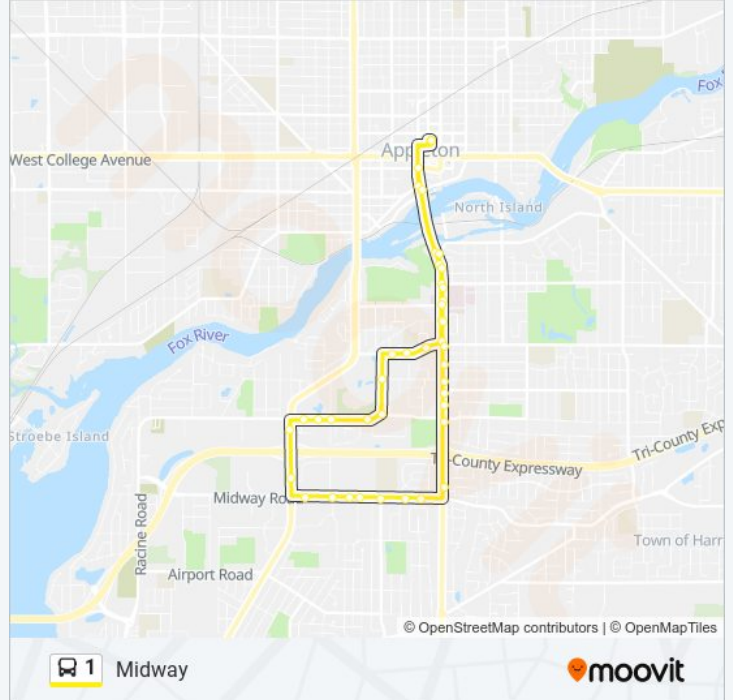 Fox
Appleton
West College Avenue
North Island
Fox River
Stroebe Island
Tri-County Exp
Tri-County Expressway
Midway Road
Racine Road
Town of Harr
Airport Road
© OpenStreetMap contributors | © OpenMapTiles
1 Midway
moovit